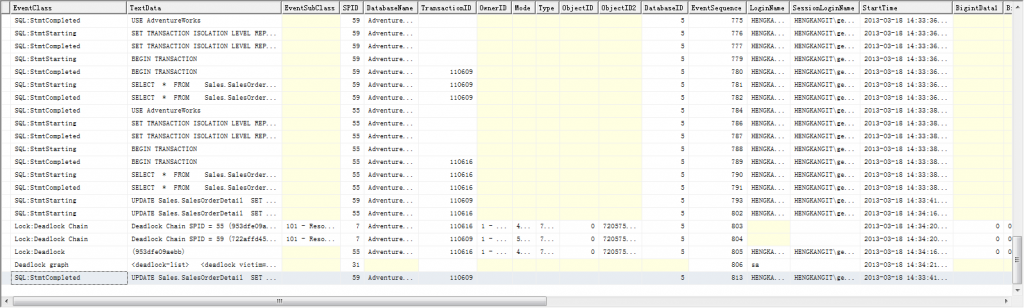 EventClass TextData EventSubClass SPID DatabaseName TransactionID OwnerID Mode Type ObjectID ObjectID2 DatabaseID EventSequence LoginName SessionLoginName StartTime BigintData1
SQL:StmtCompleted USE AdventureWorks 59 Adventure... 5 775 HENGKA... HENGKANGIT\ge... 2013-03-18 14:33:36...
SQL:StmtStarting SET TRANSACTION ISOLATION LEVEL REP... 59 Adventure... 5 776 HENGKA... HENGKANGIT\ge... 2013-03-18 14:33:36...
SQL:StmtCompleted SET TRANSACTION ISOLATION LEVEL REP... 59 Adventure... 5 777 HENGKA... HENGKANGIT\ge... 2013-03-18 14:33:36...
SQL:StmtStarting BEGIN TRANSACTION 59 Adventure... 5 779 HENGKA... HENGKANGIT\ge... 2013-03-18 14:33:36...
SQL:StmtCompleted BEGIN TRANSACTION 59 Adventure... 110609 5 780 HENGKA... HENGKANGIT\ge... 2013-03-18 14:33:36...
SQL:StmtStarting SELECT * FROM Sales.SalesOrder... 59 Adventure... 110609 5 781 HENGKA... HENGKANGIT\ge... 2013-03-18 14:33:36...
SQL:StmtCompleted SELECT * FROM Sales.SalesOrder... 59 Adventure... 110609 5 782 HENGKA... HENGKANGIT\ge... 2013-03-18 14:33:36...
SQL:StmtCompleted USE AdventureWorks 55 Adventure... 5 784 HENGKA... HENGKANGIT\ge... 2013-03-18 14:33:38...
SQL:StmtStarting SET TRANSACTION ISOLATION LEVEL REP... 55 Adventure... 5 786 HENGKA... HENGKANGIT\ge... 2013-03-18 14:33:38...
SQL:StmtCompleted SET TRANSACTION ISOLATION LEVEL REP... 55 Adventure... 5 787 HENGKA... HENGKANGIT\ge... 2013-03-18 14:33:38...
SQL:StmtStarting BEGIN TRANSACTION 55 Adventure... 5 788 HENGKA... HENGKANGIT\ge... 2013-03-18 14:33:38...
SQL:StmtCompleted BEGIN TRANSACTION 55 Adventure... 110616 5 789 HENGKA... HENGKANGIT\ge... 2013-03-18 14:33:38...
SQL:StmtStarting SELECT * FROM Sales.SalesOrder... 55 Adventure... 110616 5 790 HENGKA... HENGKANGIT\ge... 2013-03-18 14:33:38...
SQL:StmtCompleted SELECT * FROM Sales.SalesOrder... 55 Adventure... 110616 5 791 HENGKA... HENGKANGIT\ge... 2013-03-18 14:33:38...
SQL:StmtStarting UPDATE Sales.SalesOrderDetail SET ... 59 Adventure... 110609 5 793 HENGKA... HENGKANGIT\ge... 2013-03-18 14:33:41...
SQL:StmtStarting UPDATE Sales.SalesOrderDetail SET ... 55 Adventure... 110616 5 802 HENGKA... HENGKANGIT\ge... 2013-03-18 14:34:16...
Lock:Deadlock Chain Deadlock Chain SPID = 55 (953dfe09a... 101 - Reso... 7 Adventure... 110616 1 - ... 4... 7... 0 720575... 5 803 2013-03-18 14:34:20... 0
Lock:Deadlock Chain Deadlock Chain SPID = 59 (722affd45... 101 - Reso... 7 Adventure... 110609 1 - ... 4... 7... 0 720575... 5 804 2013-03-18 14:34:20... 0
Lock:Deadlock (953dfe09aebb) 55 Adventure... 110616 1 - ... 4... 7... 0 720575... 5 805 HENGKA... HENGKANGIT\ge... 2013-03-18 14:34:16... 0
Deadlock graph <deadlock-list> <deadlock victim=... 31 806 sa 2013-03-18 14:34:21...
SQL:StmtCompleted UPDATE Sales.SalesOrderDetail SET ... 59 Adventure... 110609 5 813 HENGKA... HENGKANGIT\ge... 2013-03-18 14:33:41...